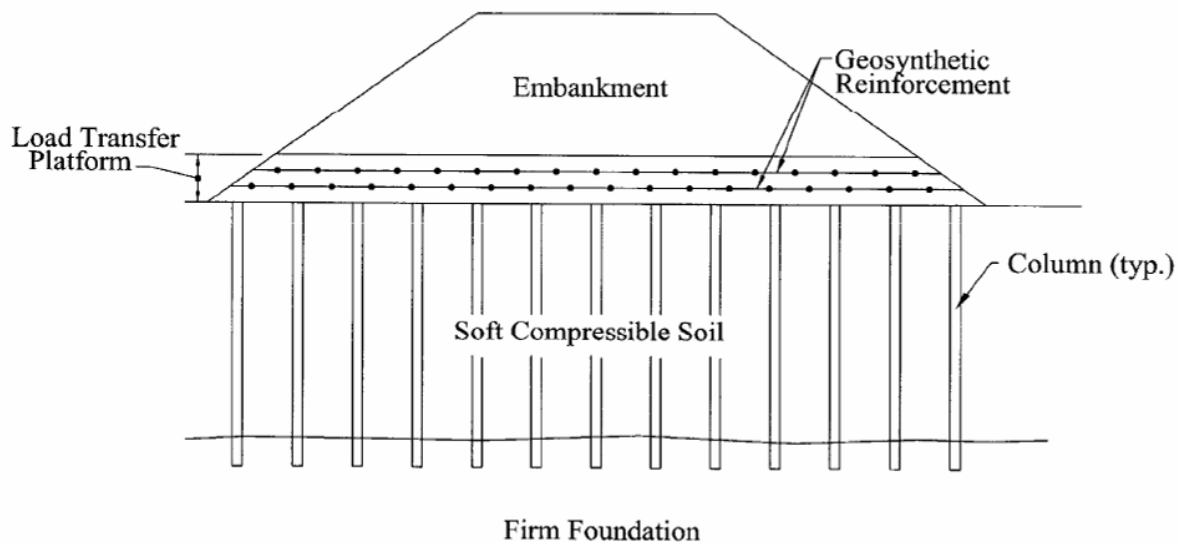 Embankment
Geosynthetic
Reinforcement
Load Transfer
Platform
Column (typ.)
Soft Compressible Soil
Firm Foundation